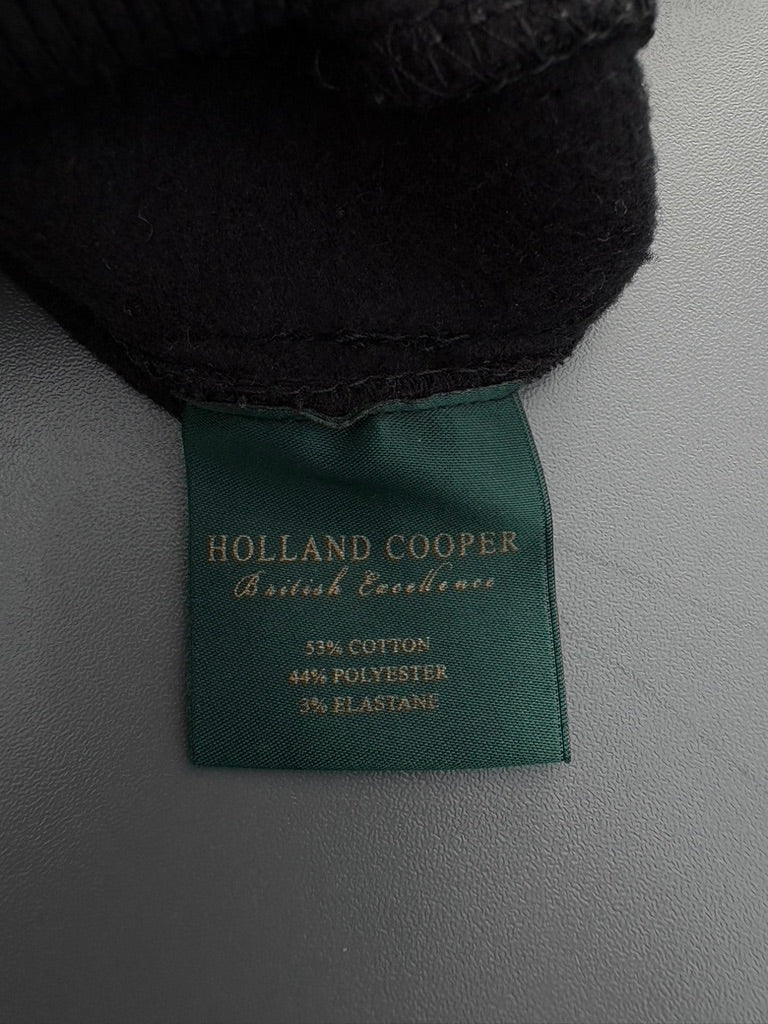 HOLLAND COOPER
British Excellence
53% COTTON
44% POLYESTER
3% ELASTANE